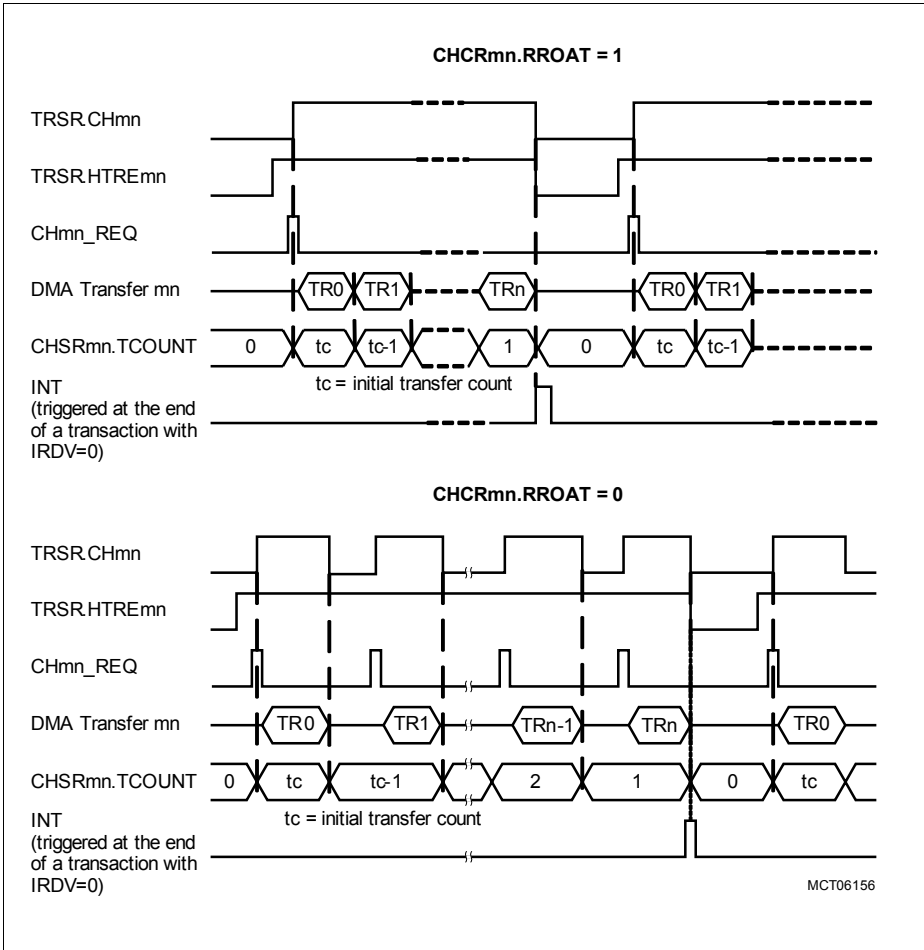 CHCRmn.RROAT = 1
TRSR.CHmn
TRSR.HTREmn
CHmn_REQ
DMA Transfer mn TR0 TR1 TRn TR0 TR1
CHSRmn.TCOUNT 0 tc tc-1 1 0 tc tc-1
tc = initial transfer count
INT
(triggered at the end
of a transaction with
IRDV=0)
CHCRmn.RROAT = 0
TRSR.CHmn
TRSR.HTREmn
CHmn_REQ
DMA Transfer mn TR0 TR1 TRn-1 TRn TR0
CHSRmn.TCOUNT 0 tc tc-1 2 1 0 tc
tc = initial transfer count
INT
(triggered at the end
of a transaction with
IRDV=0)
MCT06156